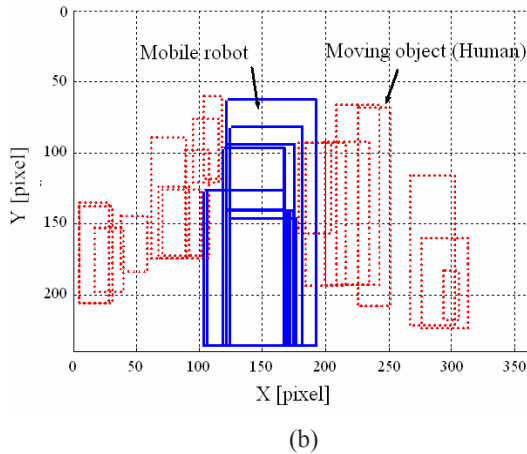 0
Mobile robot
Moving object (Human)
50
100
150
200
Y [pixel]
0 50 100 150 200 250 300 350
X [pixel]
(b)